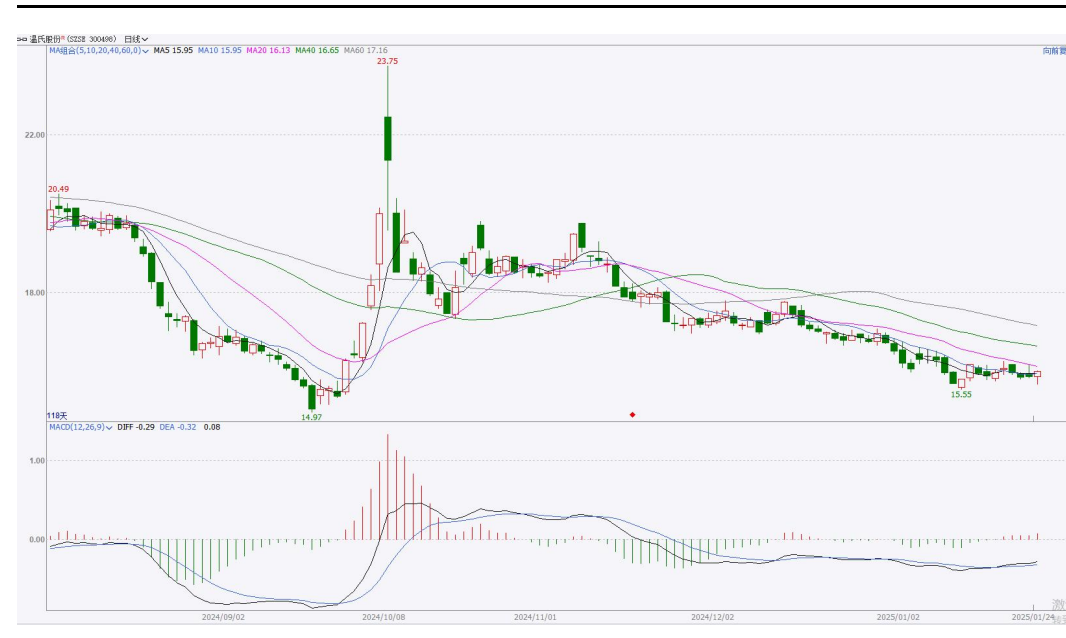 温氏股份R (SZSE 300498) 日线
MA组合(5,10,20,40,60,0) MA5 15.95 MA10 15.95 MA20 16.13 MA40 16.65 MA60 17.16
向前复
23.75
22.00
20.49
18.00
15.55
118天
14.97
MACD(12,26,9) DIFF -0.29 DEA -0.32 0.08
1.00
0.00
激
2024/09/02 2024/10/08 2024/11/01 2024/12/02 2025/01/02 2025/01/24
转到